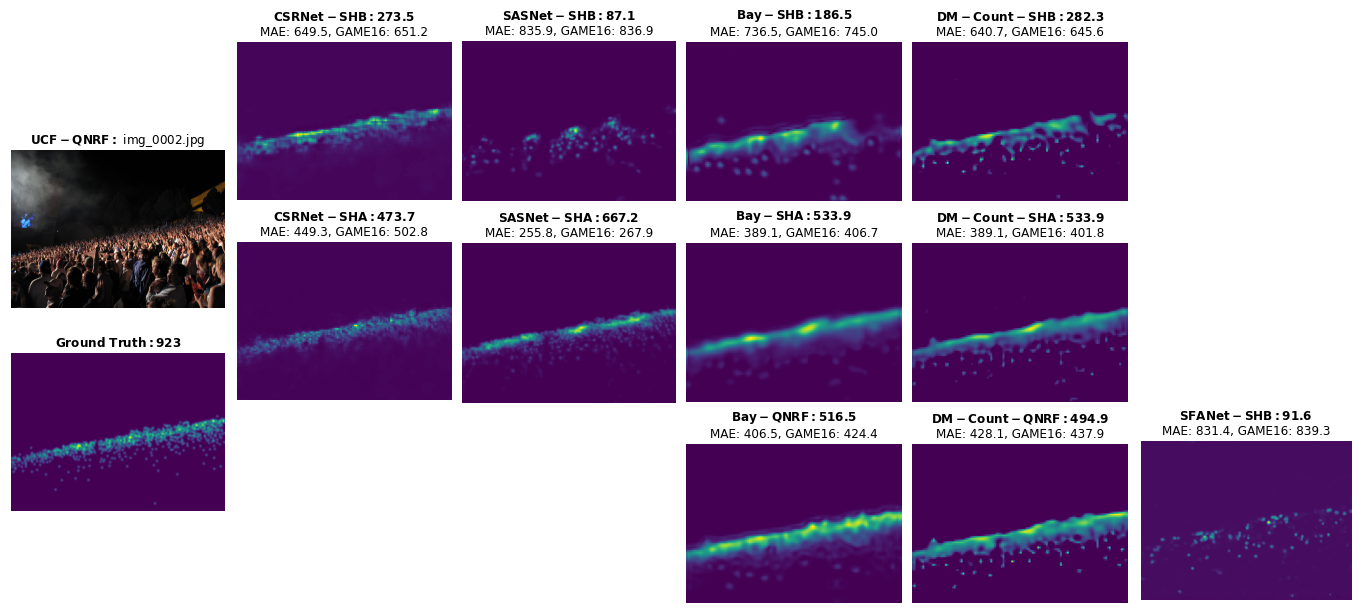 CSRNet – SHB : 273.5
MAE: 649.5, GAME16: 651.2
SASNet – SHB : 87.1
MAE: 835.9, GAME16: 836.9
Bay – SHB : 186.5
MAE: 736.5, GAME16: 745.0
DM – Count – SHB : 282.3
MAE: 640.7, GAME16: 645.6
UCF – QNRF : img_0002.jpg
CSRNet – SHA : 473.7
MAE: 449.3, GAME16: 502.8
SASNet – SHA : 667.2
MAE: 255.8, GAME16: 267.9
Bay – SHA : 533.9
MAE: 389.1, GAME16: 406.7
DM – Count – SHA : 533.9
MAE: 389.1, GAME16: 401.8
Ground Truth : 923
Bay – QNRF : 516.5
MAE: 406.5, GAME16: 424.4
DM – Count – QNRF : 494.9
MAE: 428.1, GAME16: 437.9
SFANet – SHB : 91.6
MAE: 831.4, GAME16: 839.3